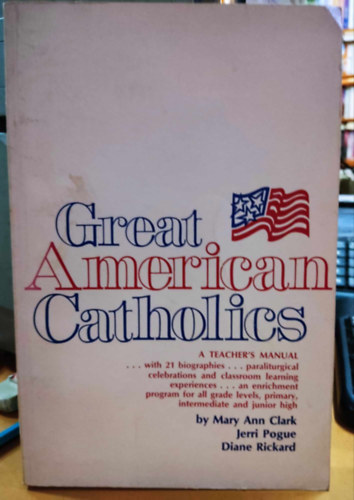 Great
American
Catholics
A TEACHER'S MANUAL
. . . with 21 biographies . . . paraliturgical
celebrations and classroom learning
experiences . . . an enrichment
program for all grade levels, primary,
intermediate and junior high
by Mary Ann Clark
Jerri Pogue
Diane Rickard